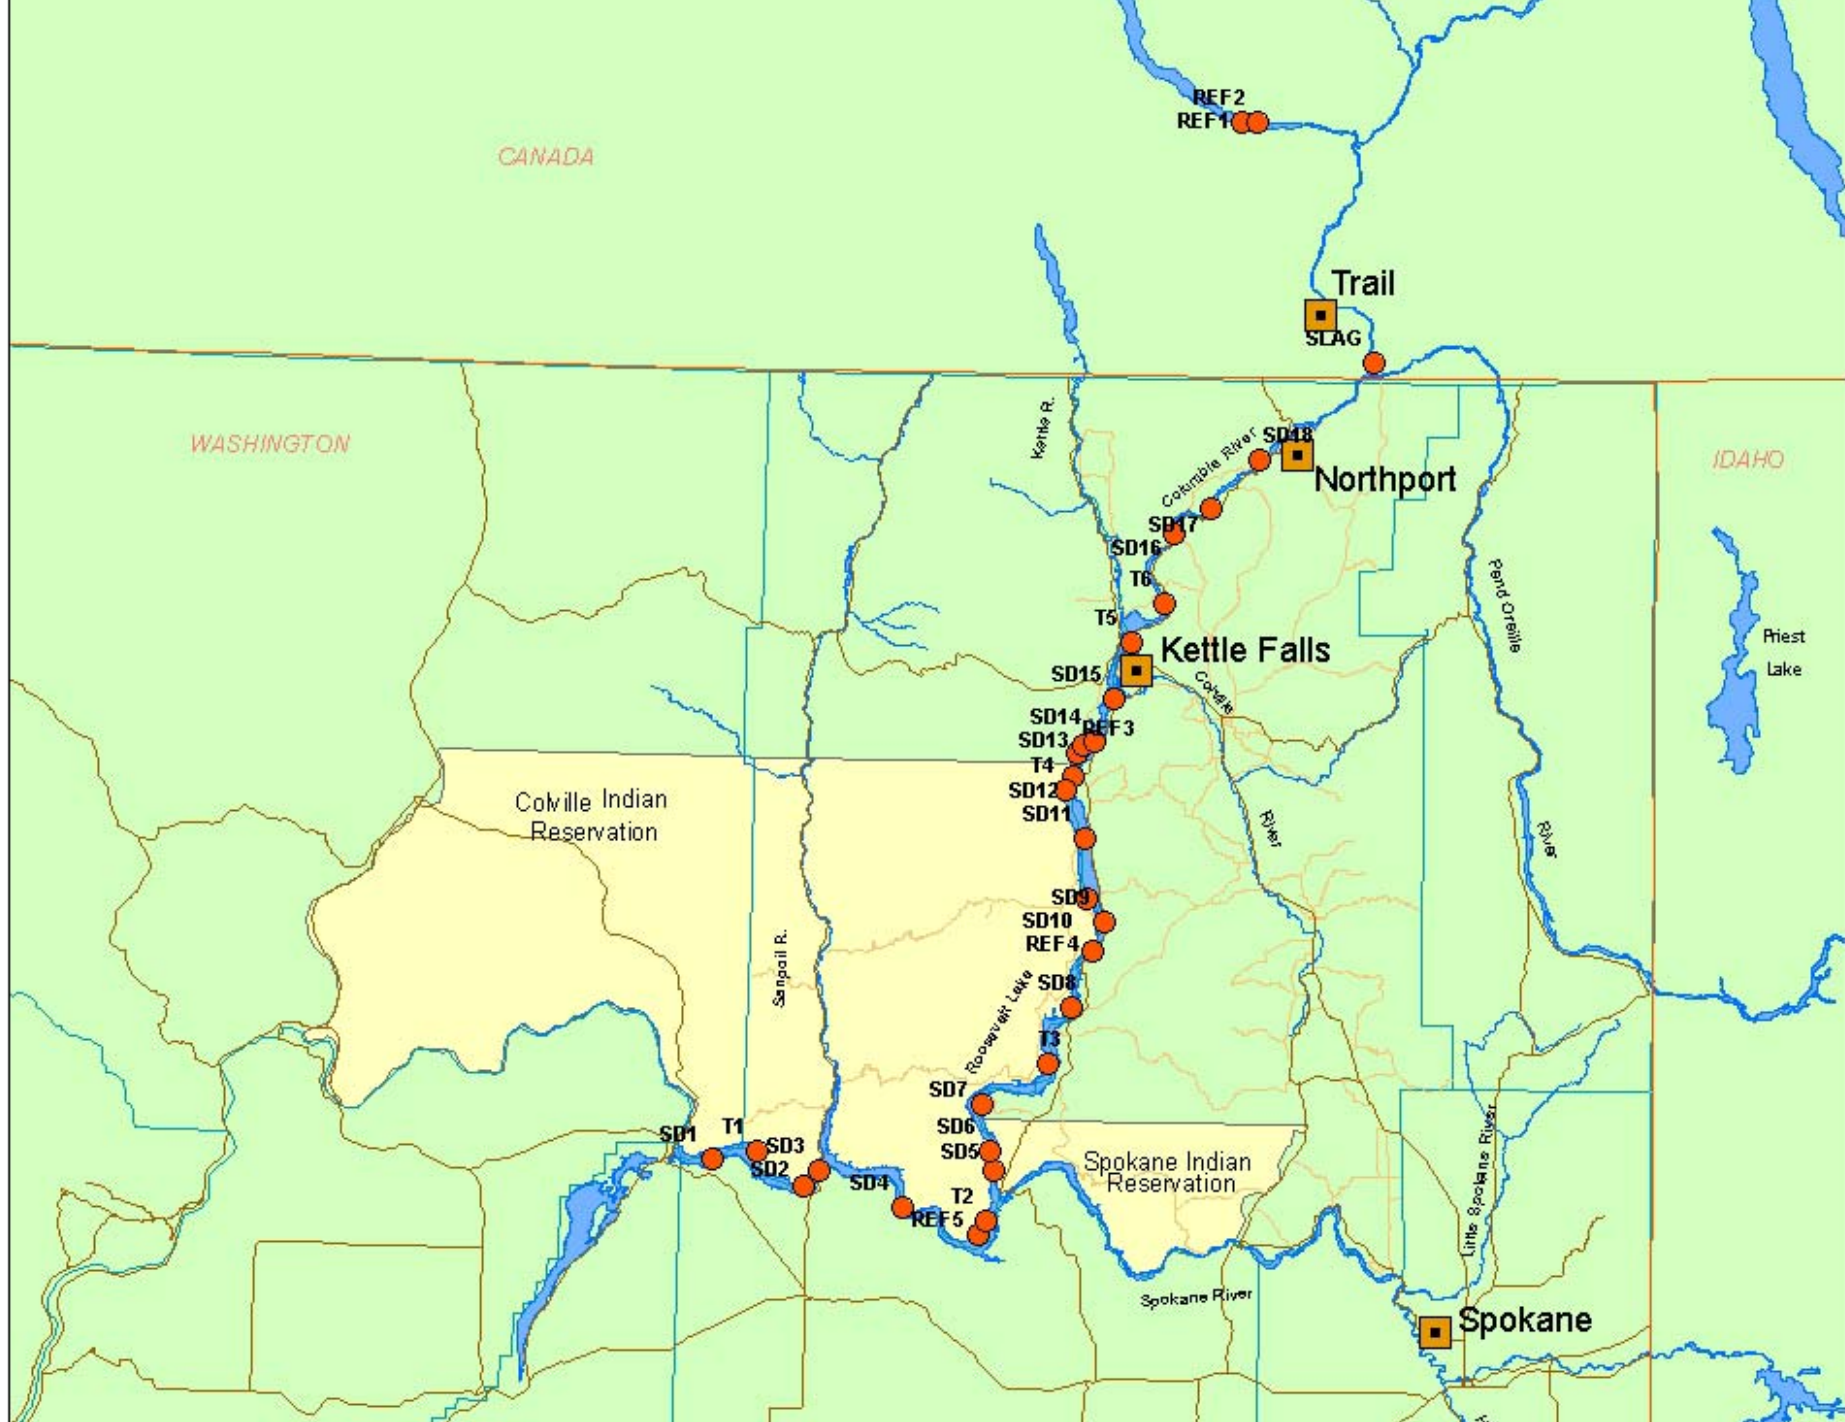 REF2
REF1
CANADA
Trail
SLAG
WASHINGTON
Kettle R.
SD18
Columbia River
IDAHO
Northport
SD17
SD16
T6
Pend Oreille
T5
Kettle Falls
Priest
Lake
SD15
Colville
SD14
REF3
SD13
T4
SD12
Colville Indian
Reservation
SD11
River
River
SD9
SD10
REF4
Sanpoil R.
SD8
Roosevelt Lake
T3
SD7
SD6
T1
SD1
SD3
SD5
SD2
Spokane Indian
Reservation
SD4
T2
REF5
Little Spokane River
Spokane River
Spokane